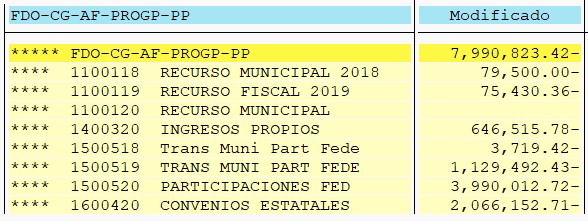 FDO-CG-AF-PROGP-PP Modificado
***** FDO-CG-AF-PROGP-PP 7,990,823.42-
**** 1100118 RECURSO MUNICIPAL 2018 79,500.00-
**** 1100119 RECURSO FISCAL 2019 75,430.36-
**** 1100120 RECURSO MUNICIPAL
**** 1400320 INGRESOS PROPIOS 646,515.78-
**** 1500518 Trans Muni Part Fede 3,719.42-
**** 1500519 TRANS MUNI PART FEDE 1,129,492.43-
**** 1500520 PARTICIPACIONES FED 3,990,012.72-
**** 1600420 CONVENIOS ESTATALES 2,066,152.71-